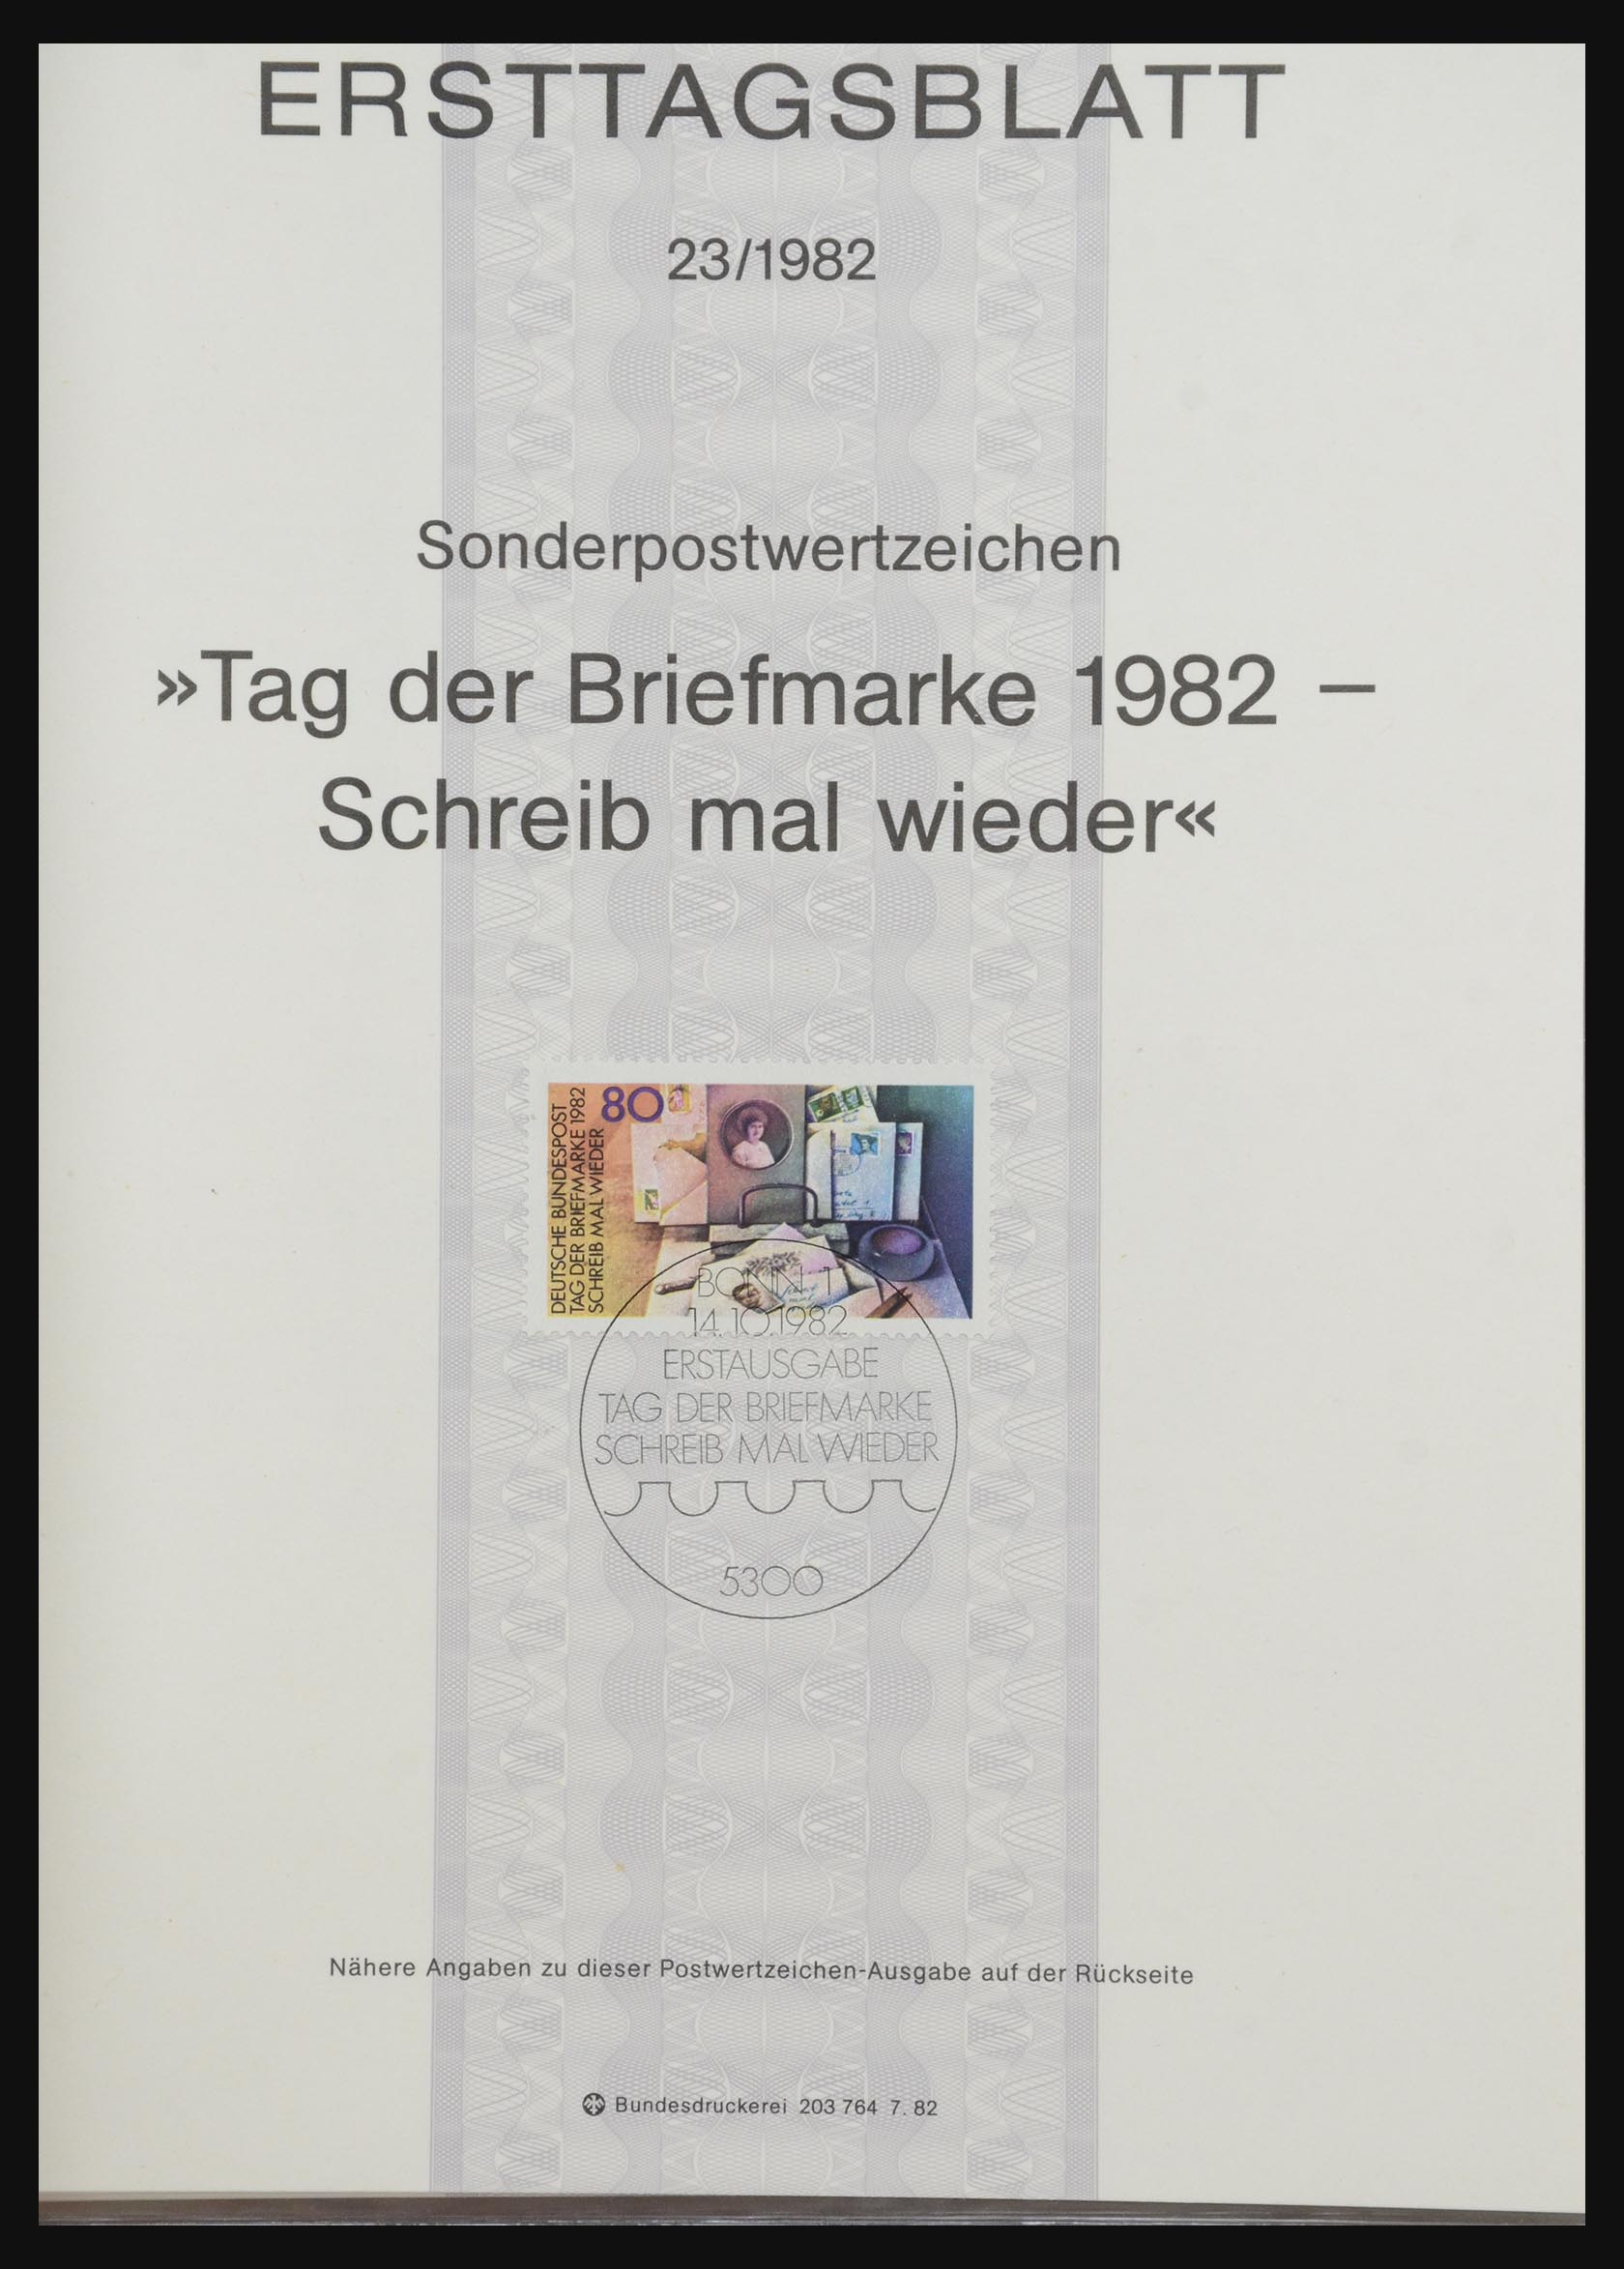 ERSTTAGSBLATT
23/1982
Sonderpostwertzeichen
»Tag der Briefmarke 1982 –
Schreib mal wieder«
DEUTSCHE BUNDESPOST
TAG DER BRIEFMARKE 1982
SCHREIB MAL WIEDER
80
BONN 1
14.10.1982
ERSTAUSGABE
TAG DER BRIEFMARKE
SCHREIB MAL WIEDER
5300
Nähere Angaben zu dieser Postwertzeichen-Ausgabe auf der Rückseite
Bundesdruckerei 203 764 7. 82